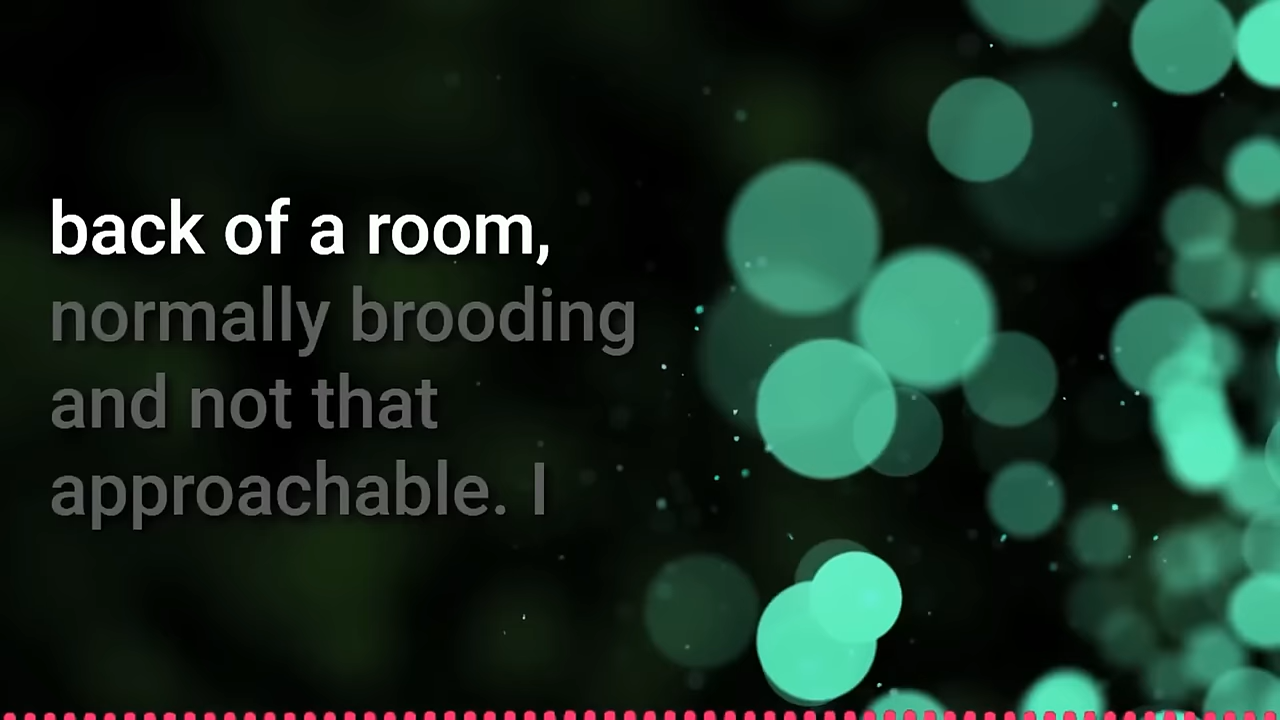 back of a room,
normally brooding
and not that
approachable. I